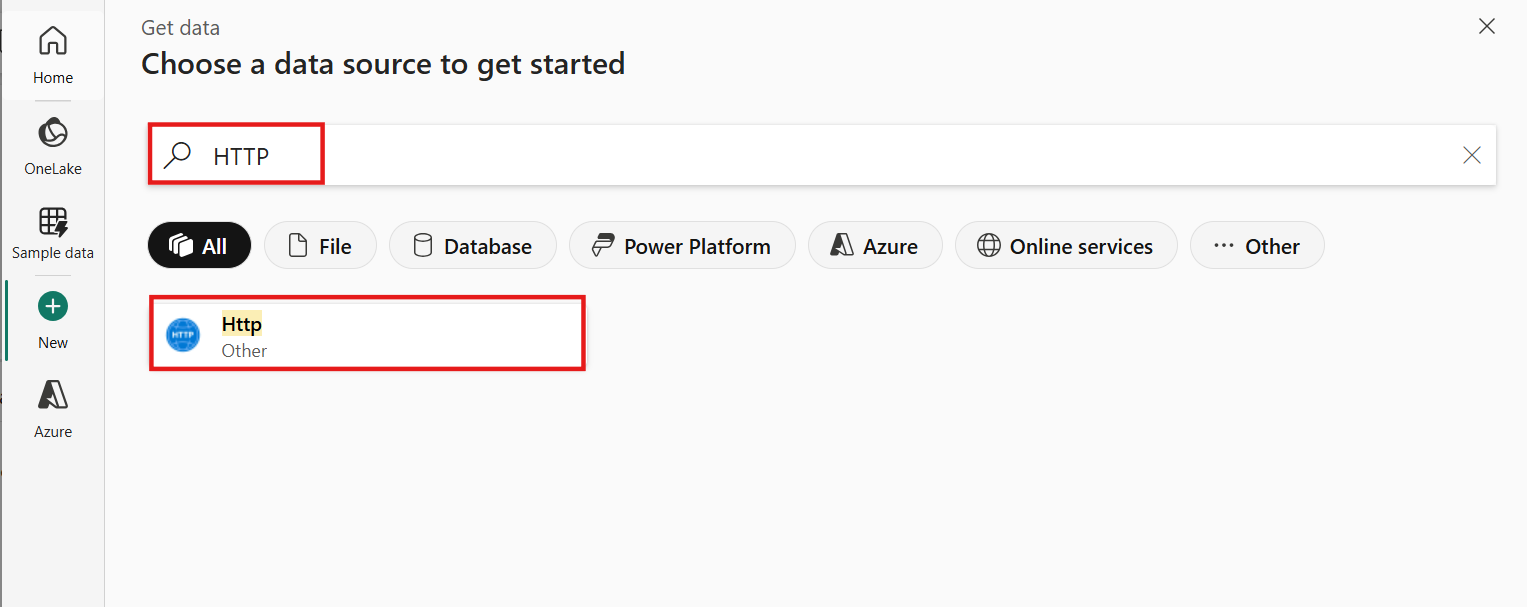 Home
OneLake
Sample data
New
Azure
Get data
Choose a data source to get started
HTTP
All File Database Power Platform Azure Online services Other
HTTP
Http
Other